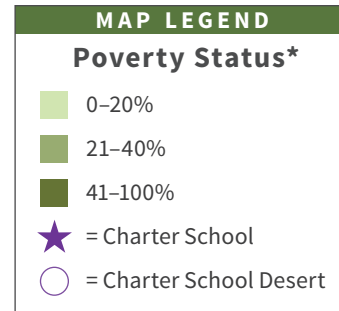 MAP LEGEND
Poverty Status*
0–20%
21–40%
41–100%
= Charter School
= Charter School Desert